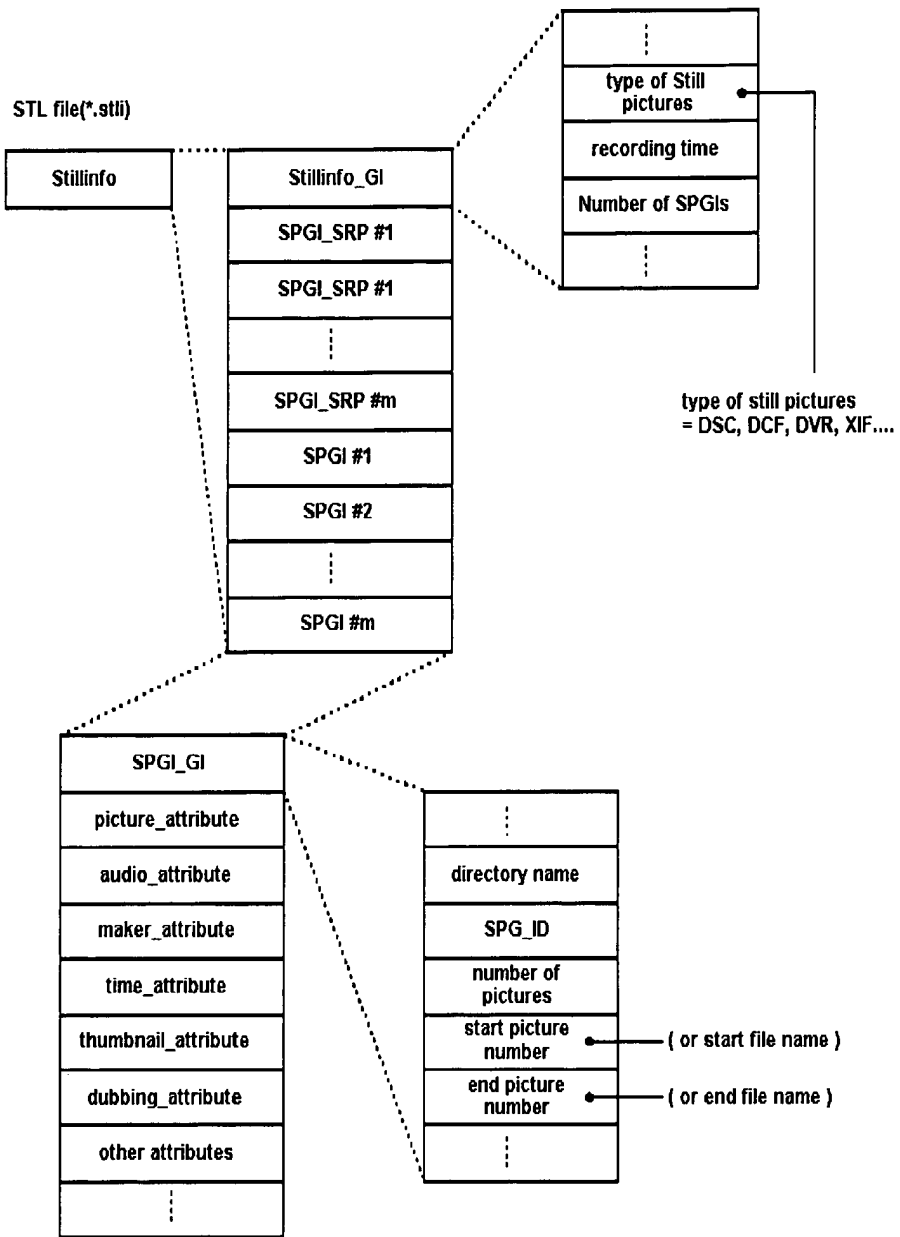 STL file(*.stli)
Stillinfo
Stillinfo_GI
SPGI_SRP #1
SPGI_SRP #1
SPGI_SRP #m
SPGI #1
SPGI #2
SPGI #m
type of Still
pictures
recording time
Number of SPGIs
type of still pictures
= DSC, DCF, DVR, XIF....
SPGI_GI
picture_attribute
audio_attribute
maker_attribute
time_attribute
thumbnail_attribute
dubbing_attribute
other attributes
directory name
SPG_ID
number of
pictures
start picture
number
( or start file name )
end picture
number
( or end file name )